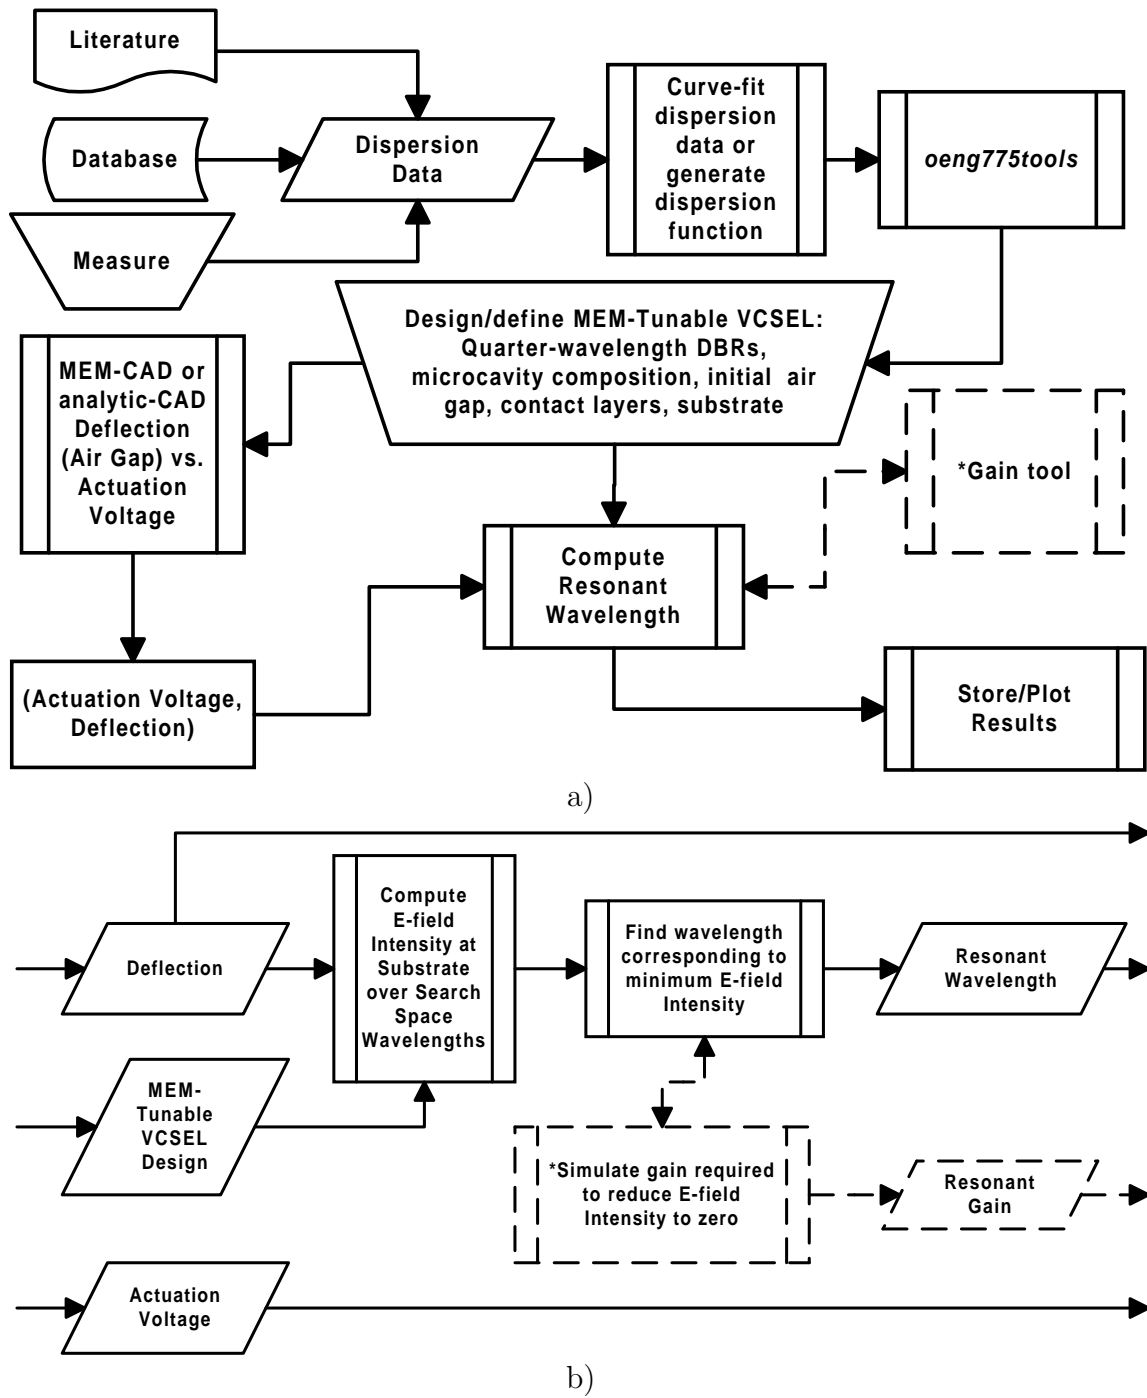 Literature
Database
Measure
Dispersion
Data
Curve-fit
dispersion
data or
generate
dispersion
function
oeng775tools
Design/define MEM-Tunable VCSEL:
Quarter-wavelength DBRs,
microcavity composition, initial air
gap, contact layers, substrate
MEM-CAD or
analytic-CAD
Deflection
(Air Gap) vs.
Actuation
Voltage
*Gain tool
Compute
Resonant
Wavelength
(Actuation Voltage,
Deflection)
Store/Plot
Results
a)
Deflection
Compute
E-field
Intensity at
Substrate
over Search
Space
Wavelengths
Find wavelength
corresponding to
minimum E-field
Intensity
Resonant
Wavelength
MEM-
Tunable
VCSEL
Design
*Simulate gain required
to reduce E-field
Intensity to zero
Resonant
Gain
Actuation
Voltage
b)